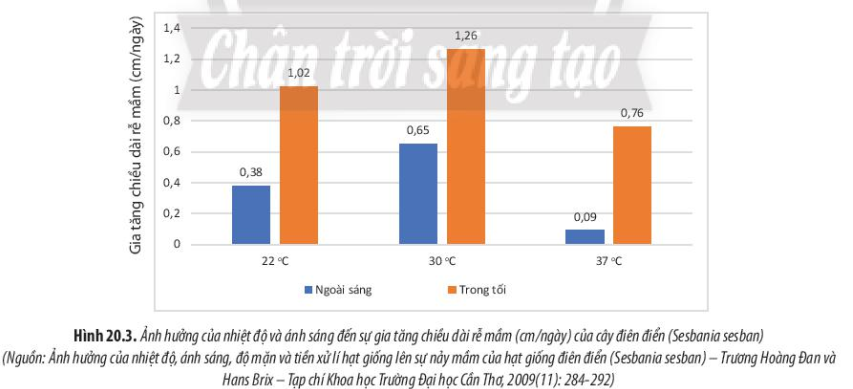 Chân trời sáng tạo
Gia tăng chiều dài rễ mầm (cm/ngày)
1,4
1,2
1
0,8
0,6
0,4
0,2
0
0,38
1,02
0,65
1,26
0,09
0,76
22 °C
30 °C
37 °C
Ngoài sáng
Trong tối
Hình 20.3. Ảnh hưởng của nhiệt độ và ánh sáng đến sự gia tăng chiều dài rễ mầm (cm/ngày) của cây điên điển (Sesbania sesban)
(Nguồn: Ảnh hưởng của nhiệt độ, ánh sáng, độ mặn và tiền xử lí hạt giống lên sự nảy mầm của hạt giống điên điển (Sesbania sesban) – Trương Hoàng Đan và
Hans Brix – Tạp chí Khoa học Trường Đại học Cần Thơ, 2009(11): 284-292)